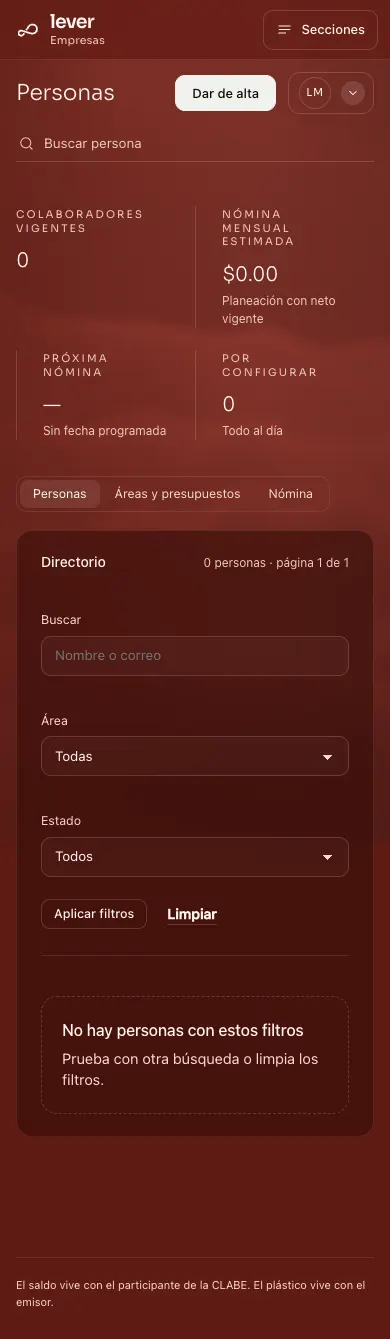 lever
Empresas
Secciones
Personas
Dar de alta
LM
Buscar persona
COLABORADORES
VIGENTES
0
NÓMINA
MENSUAL
ESTIMADA
$0.00
Planeación con neto
vigente
PRÓXIMA
NÓMINA
—
Sin fecha programada
POR
CONFIGURAR
0
Todo al día
Personas
Áreas y presupuestos
Nómina
Directorio
0 personas · página 1 de 1
Buscar
Nombre o correo
Área
Todas
Estado
Todos
Aplicar filtros
Limpiar
No hay personas con estos filtros
Prueba con otra búsqueda o limpia los
filtros.
El saldo vive con el participante de la CLABE. El plástico vive con el
emisor.